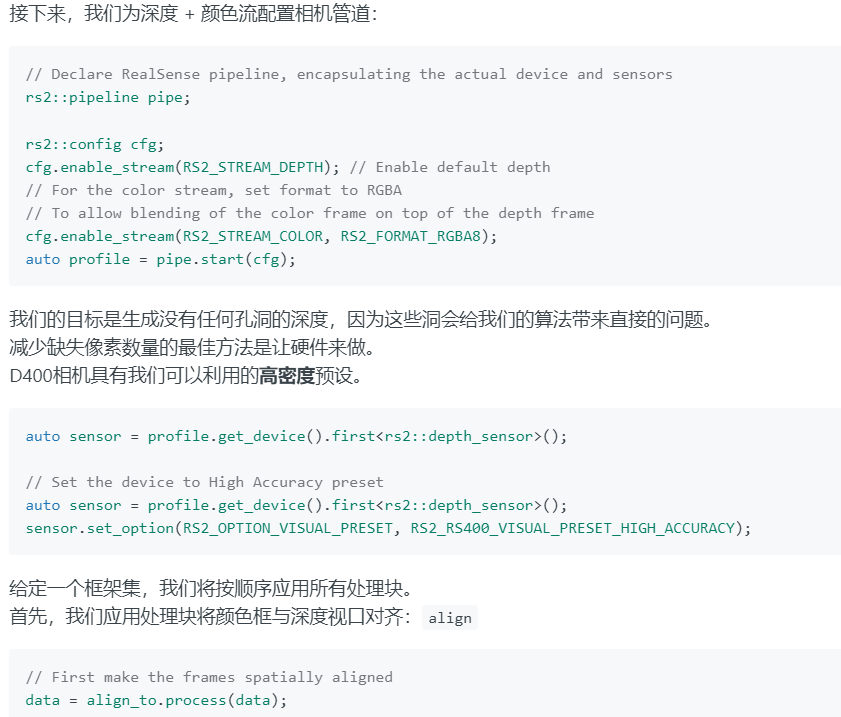 接下来，我们为深度 + 颜色流配置相机管道：
// Declare RealSense pipeline, encapsulating the actual device and sensors
rs2::pipeline pipe;
rs2::config cfg;
cfg.enable_stream(RS2_STREAM_DEPTH); // Enable default depth
// For the color stream, set format to RGBA
// To allow blending of the color frame on top of the depth frame
cfg.enable_stream(RS2_STREAM_COLOR, RS2_FORMAT_RGBA8);
auto profile = pipe.start(cfg);
我们的目标是生成没有任何孔洞的深度，因为这些洞会给我们的算法带来直接的问题。
减少缺失像素数量的最佳方法是让硬件来做。
D400相机具有我们可以利用的高密度预设。
auto sensor = profile.get_device().first<rs2::depth_sensor>();
// Set the device to High Accuracy preset
auto sensor = profile.get_device().first<rs2::depth_sensor>();
sensor.set_option(RS2_OPTION_VISUAL_PRESET, RS2_RS400_VISUAL_PRESET_HIGH_ACCURACY);
给定一个框架集，我们将按顺序应用所有处理块。
首先，我们应用处理块将颜色框与深度视口对齐： align
// First make the frames spatially aligned
data = align_to.process(data);